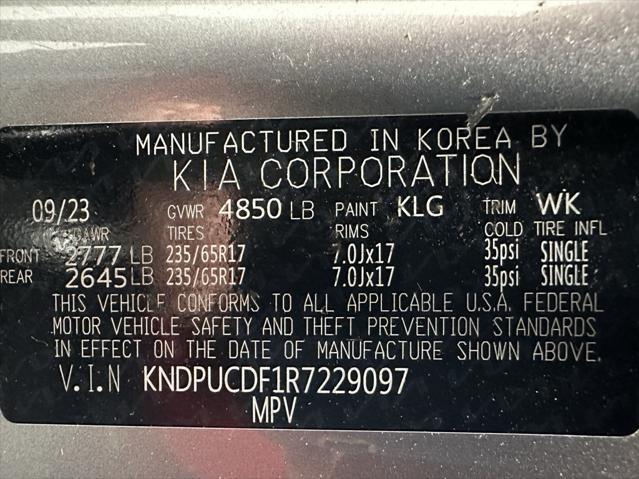 MANUFACTURED IN KOREA BY
KIA CORPORATION
09/23 GVWR 4850 LB PAINT KLG TRIM WK
GAWR TIRES RIMS COLD TIRE INFL
FRONT 2777 LB 235/65R17 7.0Jx17 35psi SINGLE
REAR 2645 LB 235/65R17 7.0Jx17 35psi SINGLE
THIS VEHICLE CONFORMS TO ALL APPLICABLE U.S.A. FEDERAL
MOTOR VEHICLE SAFETY AND THEFT PREVENTION STANDARDS
IN EFFECT ON THE DATE OF MANUFACTURE SHOWN ABOVE.
V.I.N KNDPUCDF1R7229097
MPV